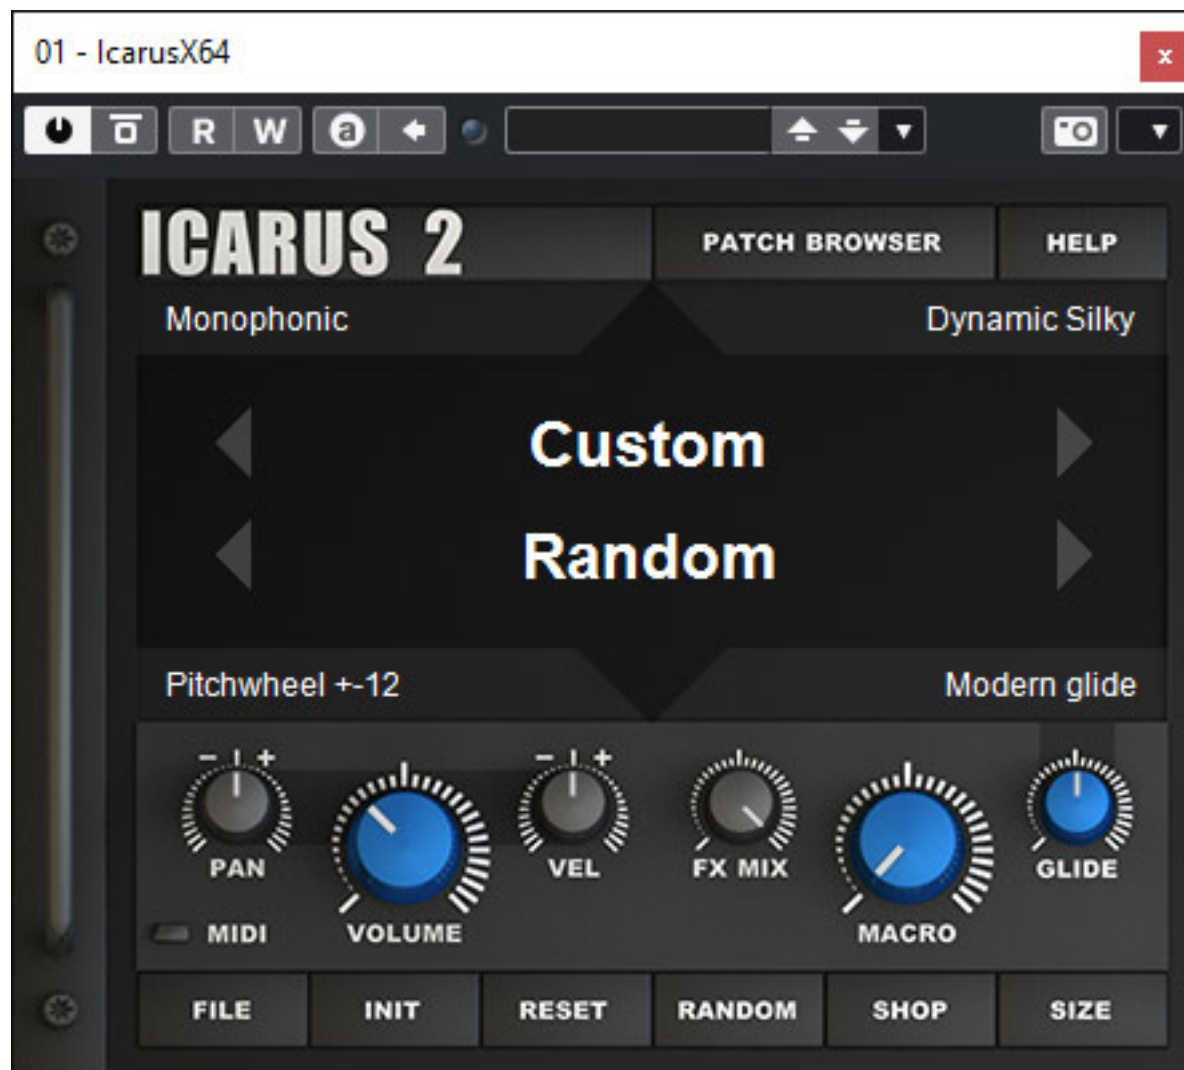 01 - IcarusX64
x
R W a
ICARUS 2 PATCH BROWSER HELP
Monophonic Dynamic Silky
Custom
Random
Pitchwheel +-12 Modern glide
- + - +
PAN VEL FX MIX GLIDE
MIDI VOLUME MACRO
FILE INIT RESET RANDOM SHOP SIZE